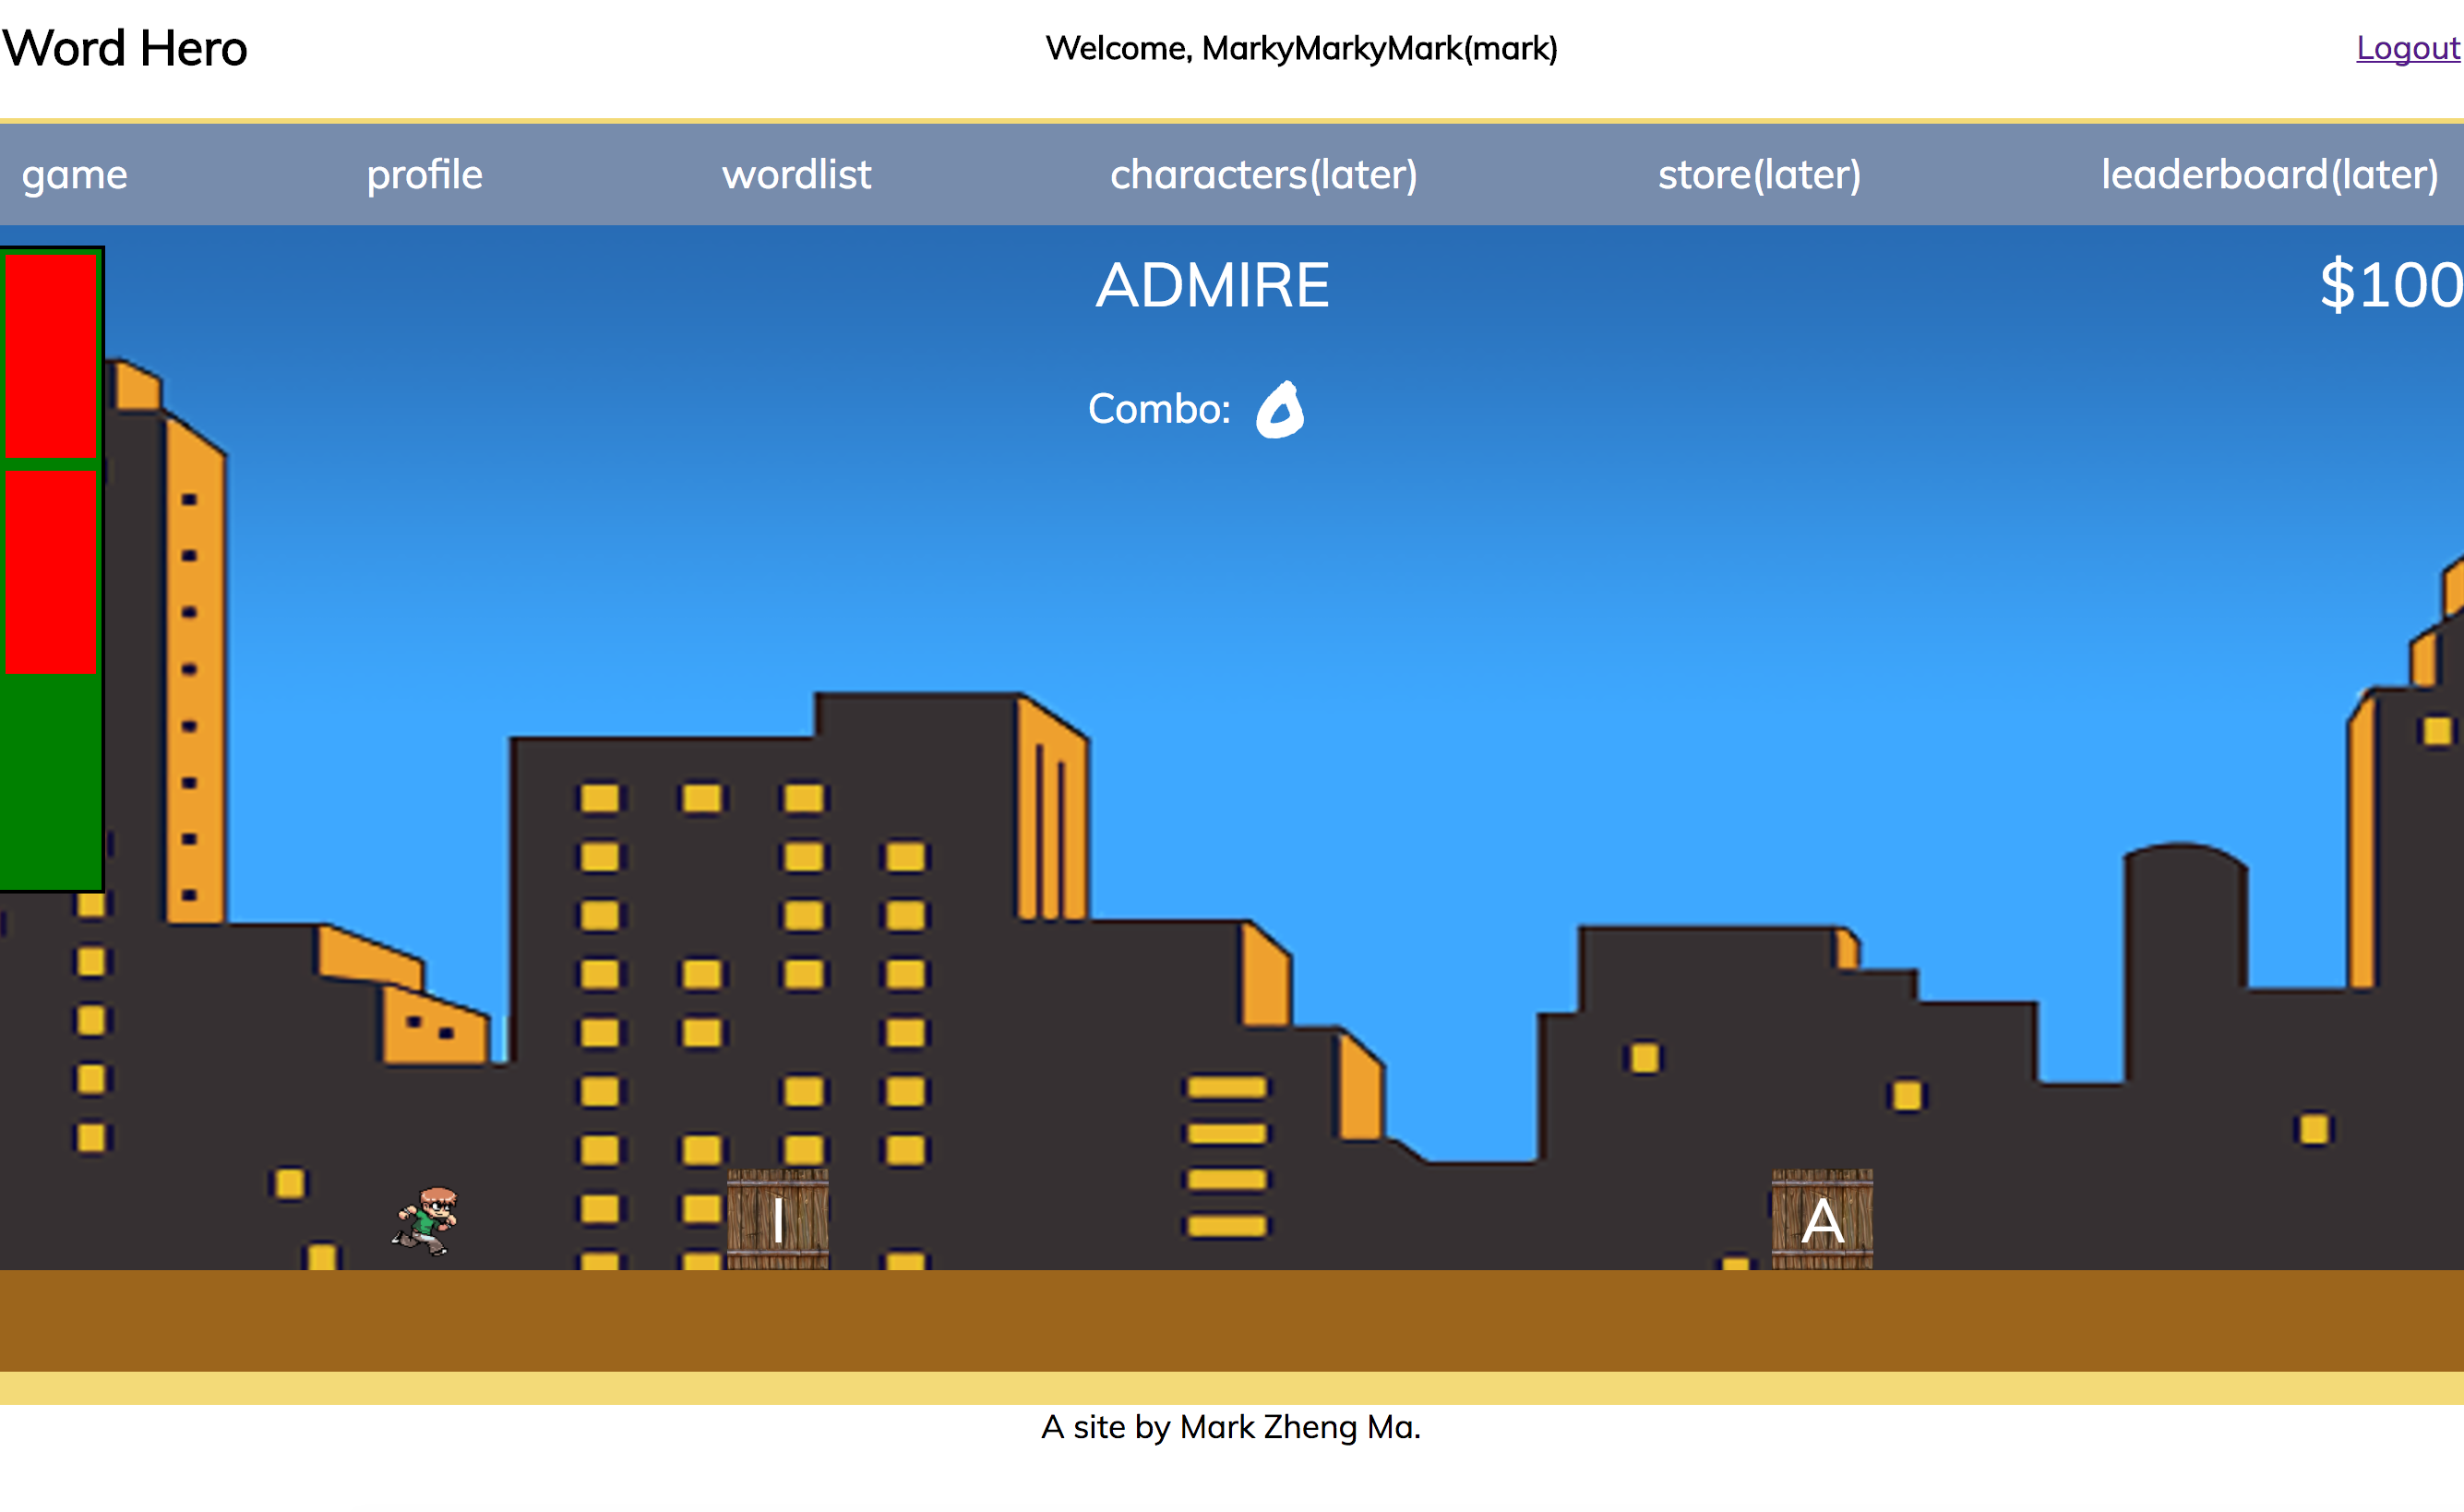 Word Hero
Welcome, MarkyMarkyMark(mark)
Logout
game profile wordlist characters(later) store(later) leaderboard(later)
ADMIRE
$100
Combo: 0
I
A
A site by Mark Zheng Ma.